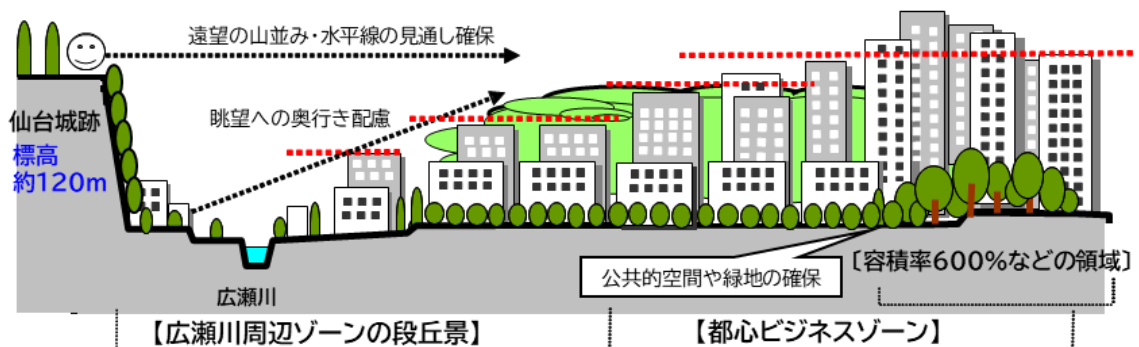 遠望の山並み・水平線の見通し確保
仙台城跡
標高
約120m
眺望への奥行き配慮
広瀬川
公共的空間や緑地の確保
〔容積率600%などの領域〕
【広瀬川周辺ゾーンの段丘景】
【都心ビジネスゾーン】